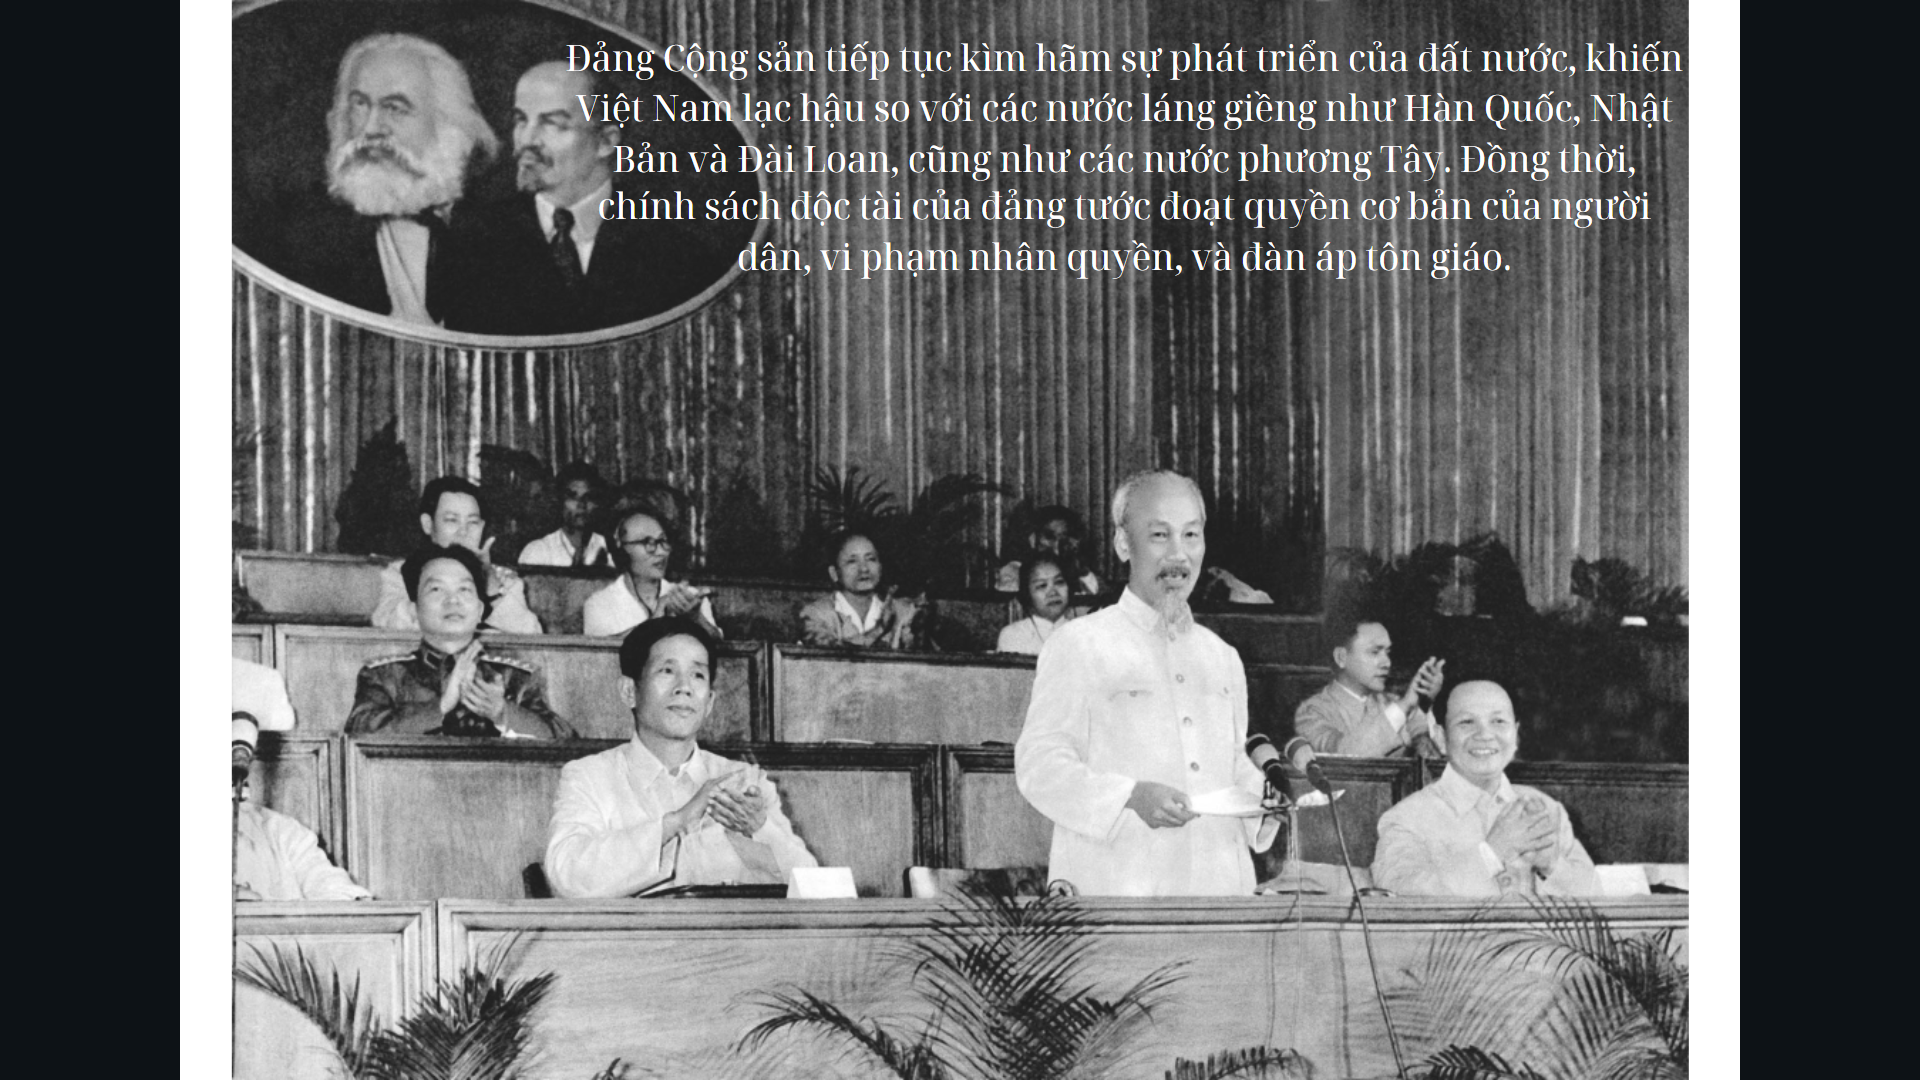 Đảng Cộng sản tiếp tục kìm hãm sự phát triển của đất nước, khiến
Việt Nam lạc hậu so với các nước láng giềng như Hàn Quốc, Nhật
Bản và Đài Loan, cũng như các nước phương Tây. Đồng thời,
chính sách độc tài của đảng tước đoạt quyền cơ bản của người
dân, vi phạm nhân quyền, và đàn áp tôn giáo.